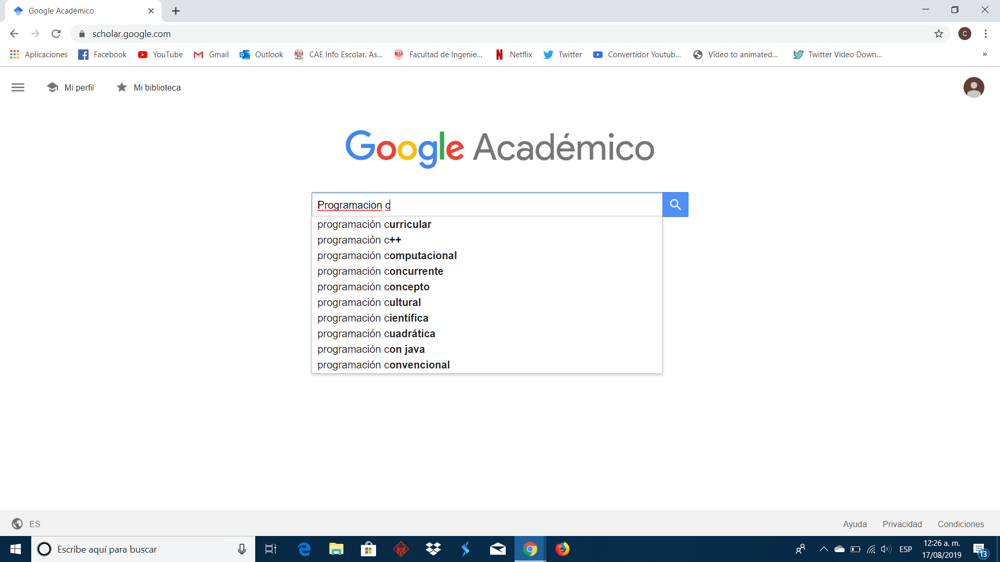 Google Académico
scholar.google.com
Aplicaciones Facebook YouTube Gmail Outlook CAE Info Escolar. As... Facultad de Ingenie... Netflix Twitter Convertidor Youtub... Video to animated... Twitter Video Down... »
Mi perfil Mi biblioteca
Google Académico
Programacion c
programación curricular
programación c++
programación computacional
programación concurrente
programación concepto
programación cultural
programación científica
programación cuadrática
programación con java
programación convencional
ES Ayuda Privacidad Condiciones
Escribe aquí para buscar ESP 12:26 a. m.
17/08/2019 13